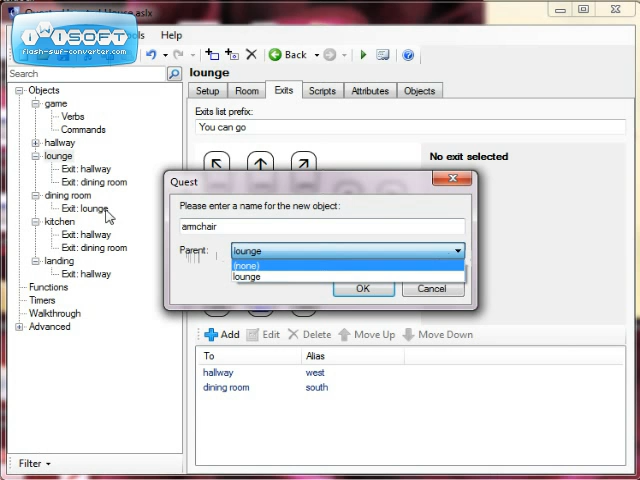 iWiSOFT
flash-swf-converter.com
House.aslx
Tools
Help
Back
Search
lounge
Setup
Room
Exits
Scripts
Attributes
Objects
Objects
game
Verbs
Commands
hallway
lounge
Exit: hallway
Exit: dining room
dining room
Exit: lounge
kitchen
Exit: hallway
Exit: dining room
landing
Exit: hallway
Functions
Timers
Walkthrough
Advanced
Filter
Exits list prefix:
You can go
No exit selected
Quest
Please enter a name for the new object:
armchair
Parent:
lounge
(none)
lounge
OK
Cancel
Add
Edit
Delete
Move Up
Move Down
To
Alias
hallway
west
dining room
south